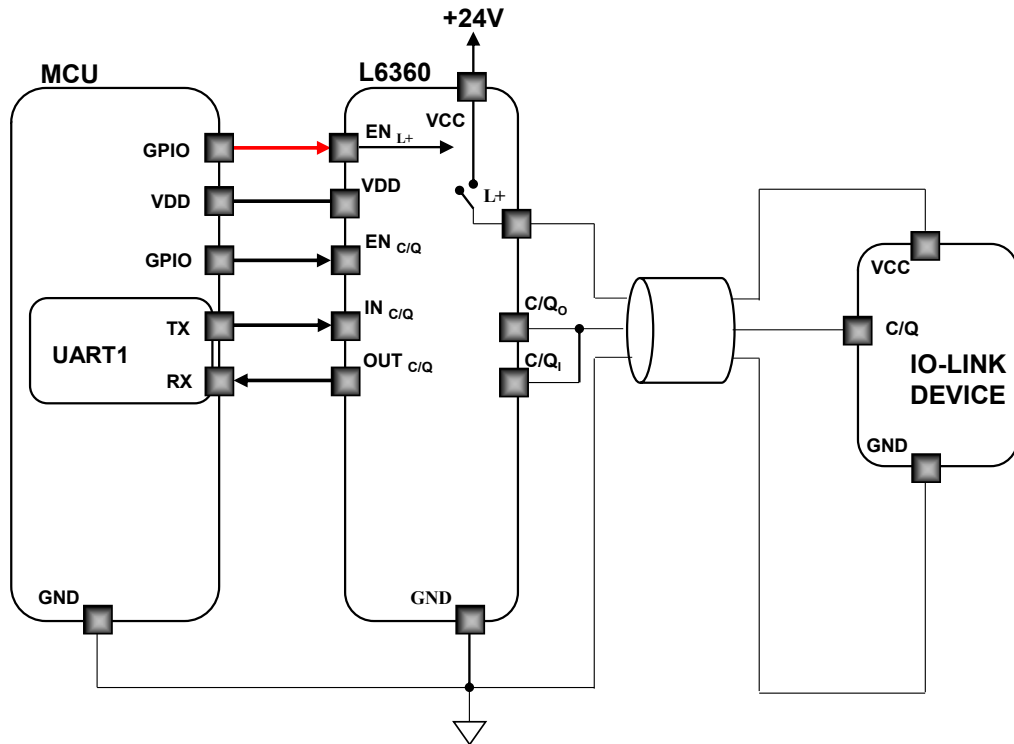 +24V
MCU
L6360
VCC
GPIO
EN L+
VDD
VDD
L+
GPIO
EN C/Q
VCC
TX
IN C/Q
C/QO
C/Q
UART1
RX
OUT C/Q
C/QI
IO-LINK
DEVICE
GND
GND
GND